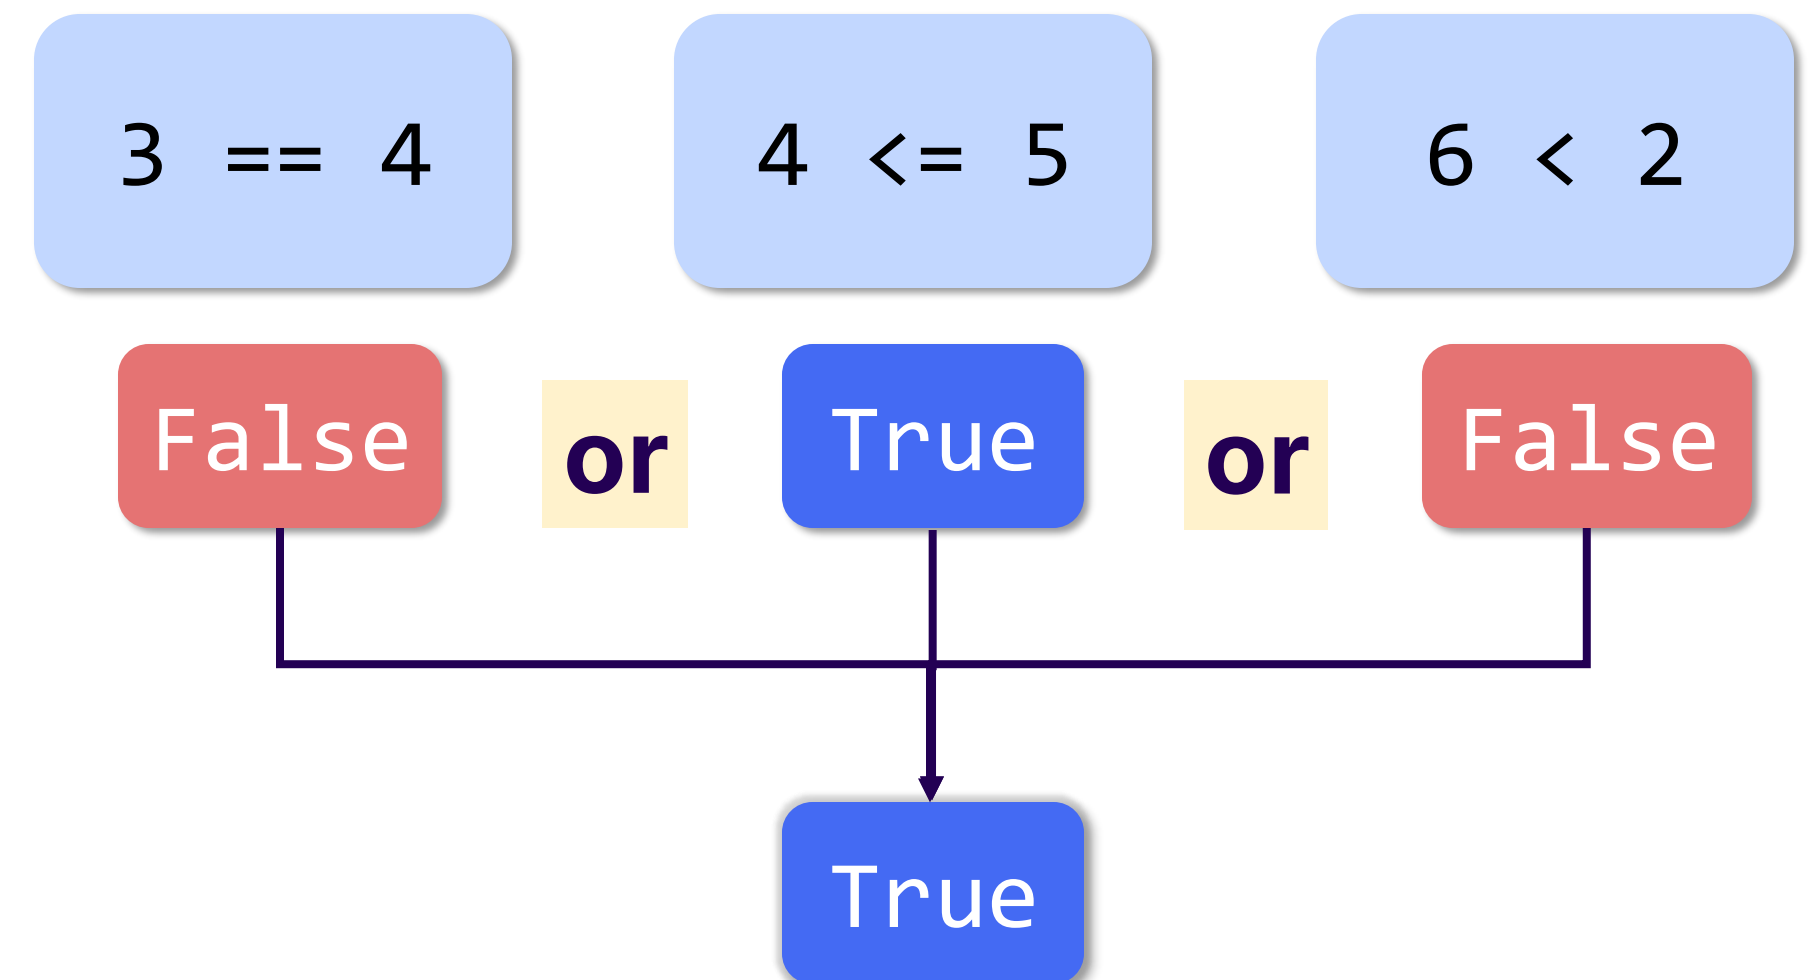 3 == 4
4 <= 5
6 < 2
False or True or False
True